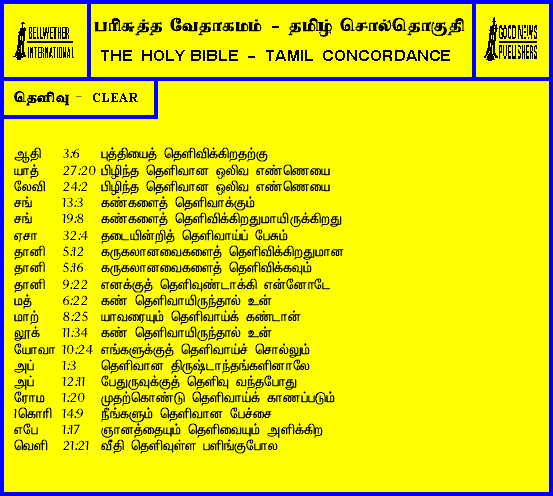 BELLWETHER
INTERNATIONAL
பரிசுத்த வேதாகமம் - தமிழ் சொல்தொகுதி
THE HOLY BIBLE - TAMIL CONCORDANCE
GOOD NEWS
PUBLISHERS
தெளிவு - CLEAR
ஆதி 3:6 புத்தியைத் தெளிவிக்கிறதற்கு
யாத் 27:20 பிழிந்த தெளிவான ஒலிவ எண்ணெயை
லேவி 24:2 பிழிந்த தெளிவான ஒலிவ எண்ணெயை
சங் 13:3 கண்களைத் தெளிவாக்கும்
சங் 19:8 கண்களைத் தெளிவிக்கிறதுமாயிருக்கிறது
ஏசா 32:4 தடையின்றித் தெளிவாய்ப் பேசும்
தானி 5:12 கருகலானவைகளைத் தெளிவிக்கிறதுமான
தானி 5:16 கருகலானவைகளைத் தெளிவிக்கவும்
தானி 9:22 எனக்குத் தெளிவுண்டாக்கி என்னோடே
மத் 6:22 கண் தெளிவாயிருந்தால் உன்
மாற் 8:25 யாவரையும் தெளிவாய்க் கண்டான்
லூக் 11:34 கண் தெளிவாயிருந்தால் உன்
யோவா 10:24 எங்களுக்குத் தெளிவாய்ச் சொல்லும்
அப் 1:3 தெளிவான திருஷ்டாந்தங்களினாலே
அப் 12:11 பேதுருவுக்குத் தெளிவு வந்தபோது
ரோம 1:20 முதற்கொண்டு தெளிவாய்க் காணப்படும்
1கொரி 14:9 நீங்களும் தெளிவான பேச்சை
எபே 1:17 ஞானத்தையும் தெளிவையும் அளிக்கிற
வெளி 21:21 வீதி தெளிவுள்ள பளிங்குபோல